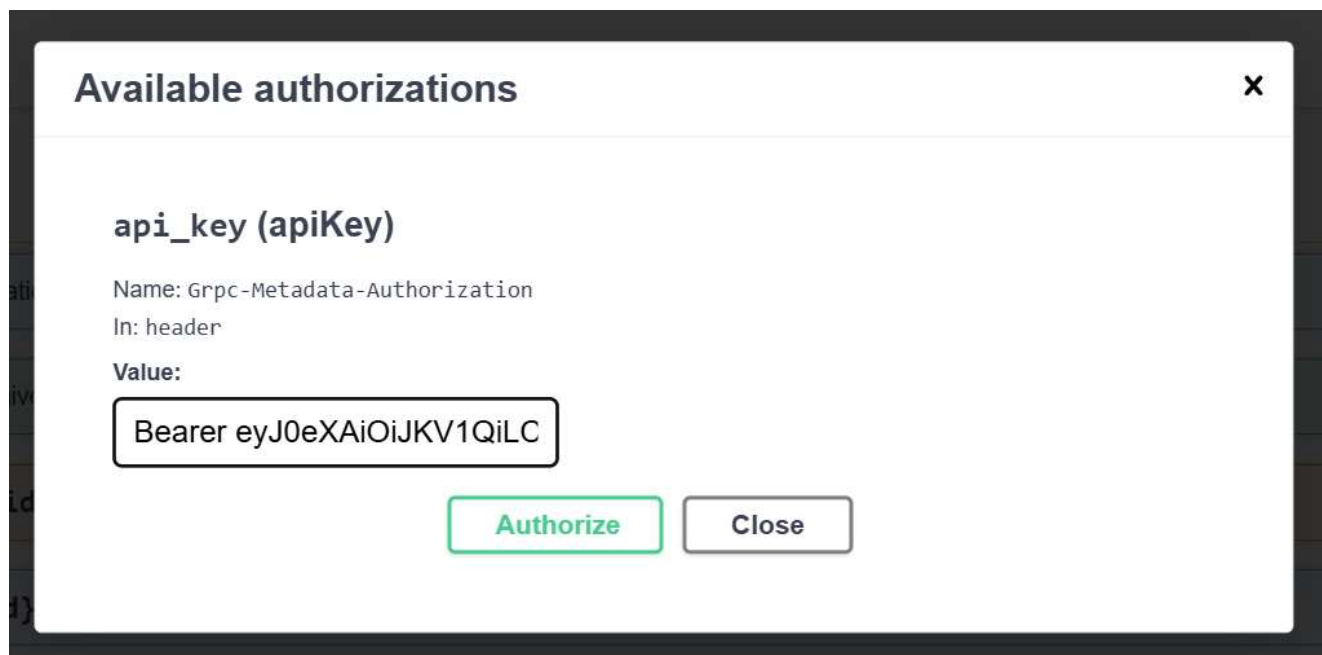 Available authorizations
api_key (apiKey)
Name: Grpc-Metadata-Authorization
In: header
Value:
Bearer eyJ0eXAiOiJKV1QiLC
Authorize
Close